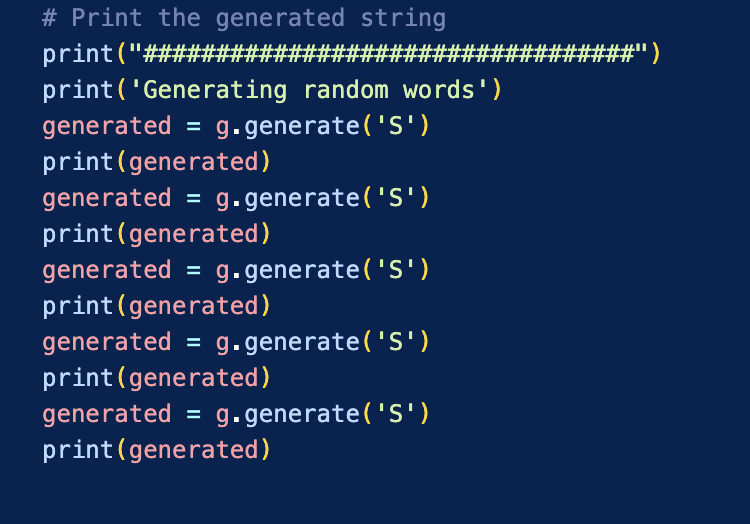 # Print the generated string
print("##################################")
print('Generating random words')
generated = g.generate('S')
print(generated)
generated = g.generate('S')
print(generated)
generated = g.generate('S')
print(generated)
generated = g.generate('S')
print(generated)
generated = g.generate('S')
print(generated)